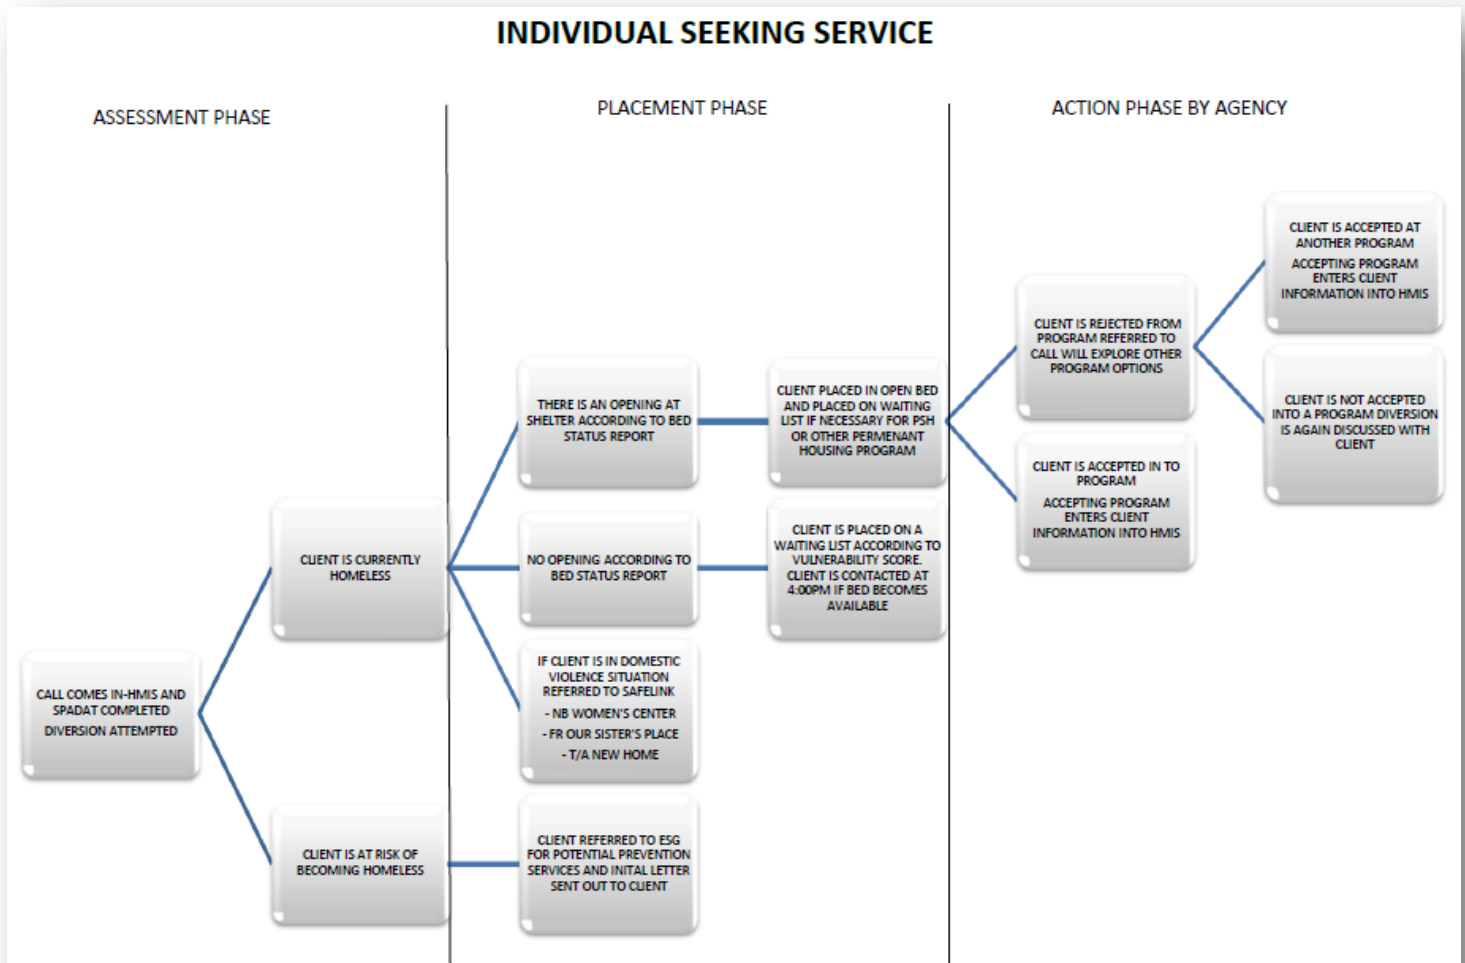 INDIVIDUAL SEEKING SERVICE
ASSESSMENT PHASE
PLACEMENT PHASE
ACTION PHASE BY AGENCY
CALL COMES IN-HMIS AND
SPADAT COMPLETED
DIVERSION ATTEMPTED
CLIENT IS CURRENTLY
HOMELESS
CLIENT IS AT RISK OF
BECOMING HOMELESS
THERE IS AN OPENING AT
SHELTER ACCORDING TO BED
STATUS REPORT
NO OPENING ACCORDING TO
BED STATUS REPORT
IF CLIENT IS IN DOMESTIC
VIOLENCE SITUATION
REFERRED TO SAFELINK
- NB WOMEN'S CENTER
- FR OUR SISTER'S PLACE
- T/A NEW HOME
CLIENT REFERRED TO ESG
FOR POTENTIAL PREVENTION
SERVICES AND INITAL LETTER
SENT OUT TO CLIENT
CLIENT PLACED IN OPEN BED
AND PLACED ON WAITING
LIST IF NECESSARY FOR PSH
OR OTHER PERMENANT
HOUSING PROGRAM
CLIENT IS PLACED ON A
WAITING LIST ACCORDING TO
VULNERABILITY SCORE.
CLIENT IS CONTACTED AT
4:00PM IF BED BECOMES
AVAILABLE
CLIENT IS REJECTED FROM
PROGRAM REFERRED TO
CALL WILL EXPLORE OTHER
PROGRAM OPTIONS
CLIENT IS ACCEPTED IN TO
PROGRAM
ACCEPTING PROGRAM
ENTERS CLIENT
INFORMATION INTO HMIS
CLIENT IS ACCEPTED AT
ANOTHER PROGRAM
ACCEPTING PROGRAM
ENTERS CLIENT
INFORMATION INTO HMIS
CLIENT IS NOT ACCEPTED
INTO A PROGRAM DIVERSION
IS AGAIN DISCUSSED WITH
CLIENT